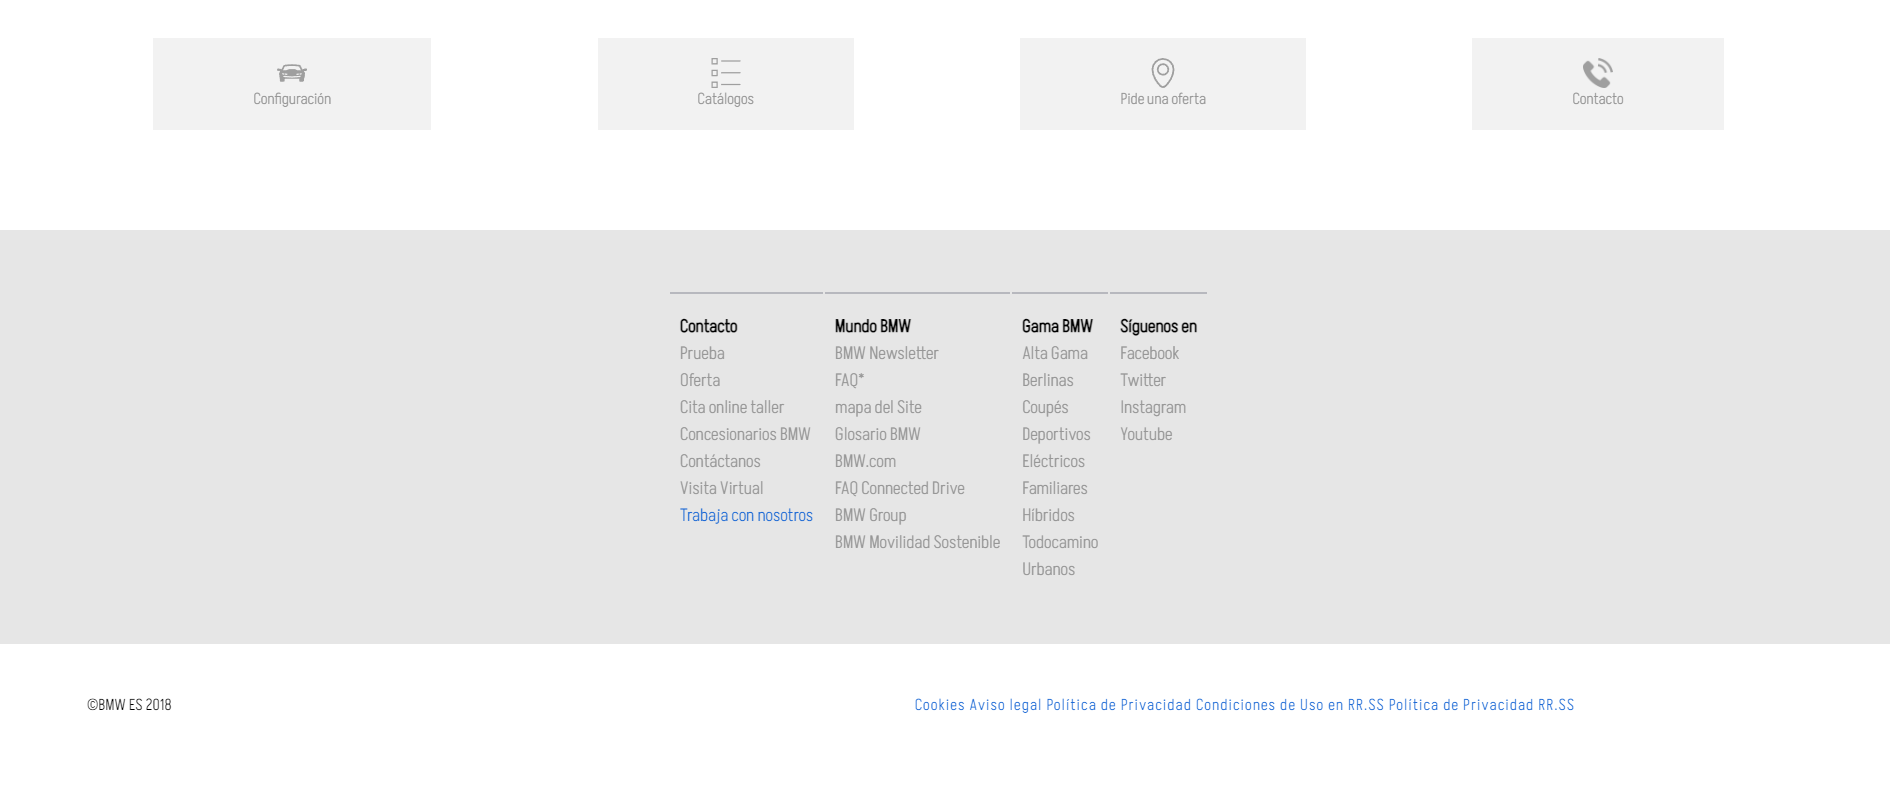 Configuración
Catálogos
Pide una oferta
Contacto
Contacto
Prueba
Oferta
Cita online taller
Concesionarios BMW
Contáctanos
Visita Virtual
Trabaja con nosotros
Mundo BMW
BMW Newsletter
FAQ*
mapa del Site
Glosario BMW
BMW.com
FAQ Connected Drive
BMW Group
BMW Movilidad Sostenible
Gama BMW
Alta Gama
Berlinas
Coupés
Deportivos
Eléctricos
Familiares
Híbridos
Todocamino
Urbanos
Síguenos en
Facebook
Twitter
Instagram
Youtube
©BMW ES 2018
Cookies Aviso legal Política de Privacidad Condiciones de Uso en RR.SS Política de Privacidad RR.SS